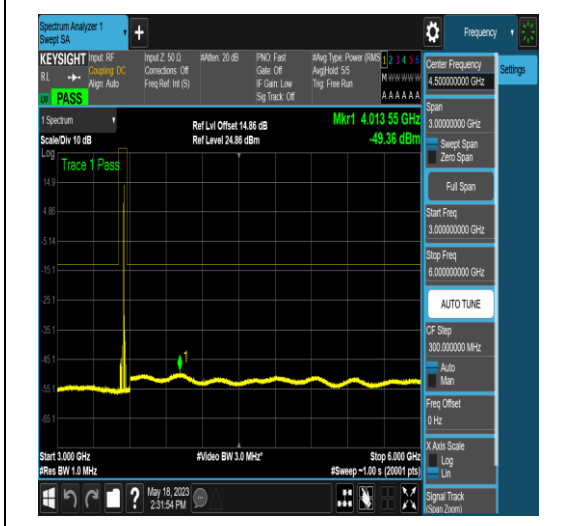 Spectrum Analyzer 1
Swept SA
+
Frequency
KEYSIGHT
RL
Align: Auto
PASS
Input: RF
Coupling: DC
Input Z: 50 Ω
Corrections: Off
Freq Ref: Int (S)
#Atten: 20 dB
PNO: Fast
Gate: Off
IF Gain: Low
Sig Track: Off
#Avg Type: Power (RMS
Avg|Hold: 5/5
Trig: Free Run
1 2 3 4 5 6
M W W W W W
A A A A A A
1 Spectrum
Scale/Div 10 dB
Log
Ref Lvl Offset 14.86 dB
Ref Level 24.86 dBm
Mkr1 4.013 55 GHz
-49.36 dBm
Trace 1 Pass
14.9
4.86
-5.14
-15.1
-25.1
-35.1
-45.1
-55.1
-65.1
1
Start 3.000 GHz
#Res BW 1.0 MHz
#Video BW 3.0 MHz*
Stop 6.000 GHz
#Sweep ~1.00 s (20001 pts)
May 18, 2023
2:31:54 PM
?
Settings
Center Frequency
4.500000000 GHz
Span
3.00000000 GHz
Swept Span
Zero Span
Full Span
Start Freq
3.000000000 GHz
Stop Freq
6.000000000 GHz
AUTO TUNE
CF Step
300.000000 MHz
Auto
Man
Freq Offset
0 Hz
X Axis Scale
Log
Lin
Signal Track
(Span Zoom)